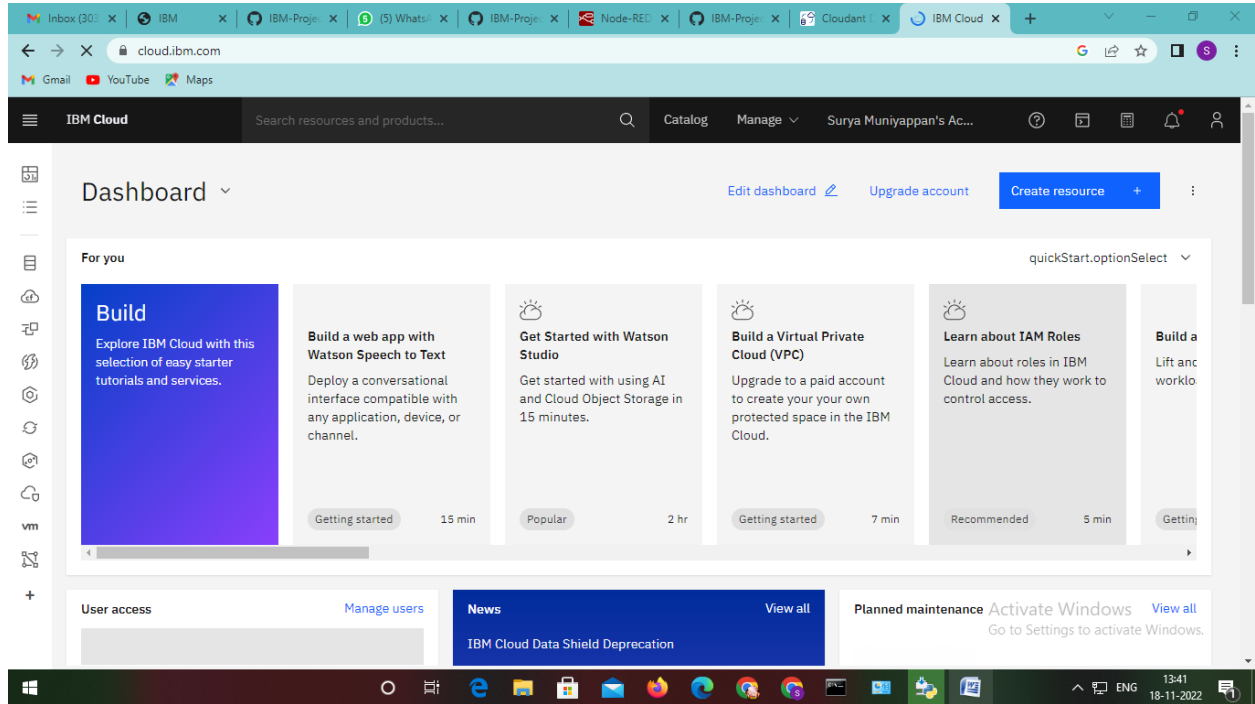 Inbox (303
IBM
IBM-Projec
(5) WhatsA
IBM-Projec
Node-RED
IBM-Projec
Cloudant D
IBM Cloud
cloud.ibm.com
G
S
Gmail
YouTube
Maps
IBM Cloud
Search resources and products...
Catalog
Manage
Surya Muniyappan's Ac...
Dashboard
Edit dashboard
Upgrade account
Create resource +
For you
quickStart.optionSelect
Build
Explore IBM Cloud with this
selection of easy starter
tutorials and services.
Build a web app with
Watson Speech to Text
Deploy a conversational
interface compatible with
any application, device, or
channel.
Getting started
15 min
Get Started with Watson
Studio
Get started with using AI
and Cloud Object Storage in
15 minutes.
Popular
2 hr
Build a Virtual Private
Cloud (VPC)
Upgrade to a paid account
to create your your own
protected space in the IBM
Cloud.
Getting started
7 min
Learn about IAM Roles
Learn about roles in IBM
Cloud and how they work to
control access.
Recommended
5 min
Build a
Lift and
worklo
Getting
vm
User access
Manage users
News
View all
IBM Cloud Data Shield Deprecation
Planned maintenance
View all
Activate Windows
Go to Settings to activate Windows.
ENG
13:41
18-11-2022